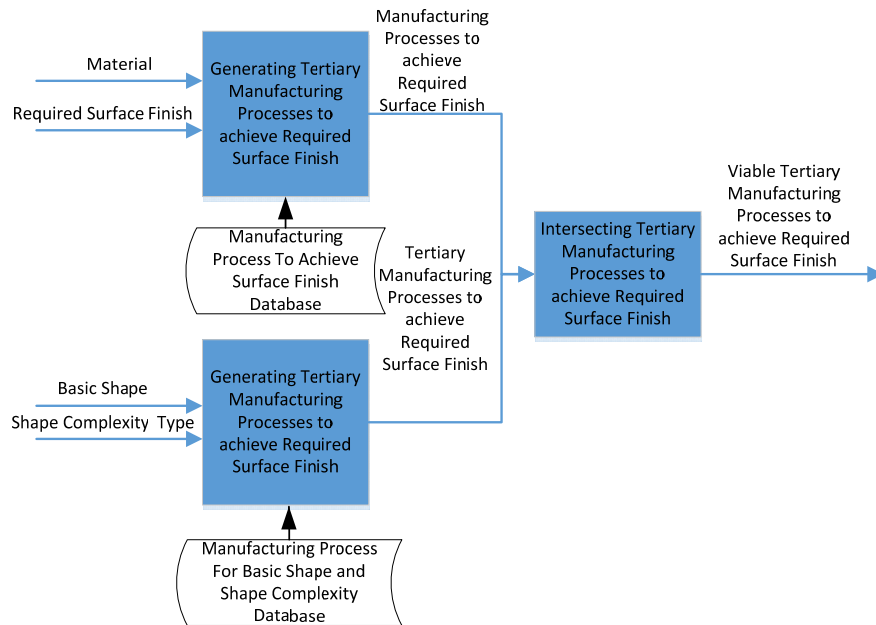 Material
Required Surface Finish
Generating Tertiary
Manufacturing
Processes to
achieve Required
Surface Finish
Manufacturing
Processes to
achieve
Required
Surface Finish
Manufacturing
Process To Achieve
Surface Finish
Database
Tertiary
Manufacturing
Processes to
achieve
Required
Surface Finish
Intersecting Tertiary
Manufacturing
Processes to
achieve Required
Surface Finish
Viable Tertiary
Manufacturing
Processes to
achieve Required
Surface Finish
Basic Shape
Shape Complexity Type
Generating Tertiary
Manufacturing
Processes to
achieve Required
Surface Finish
Manufacturing Process
For Basic Shape and
Shape Complexity
Database